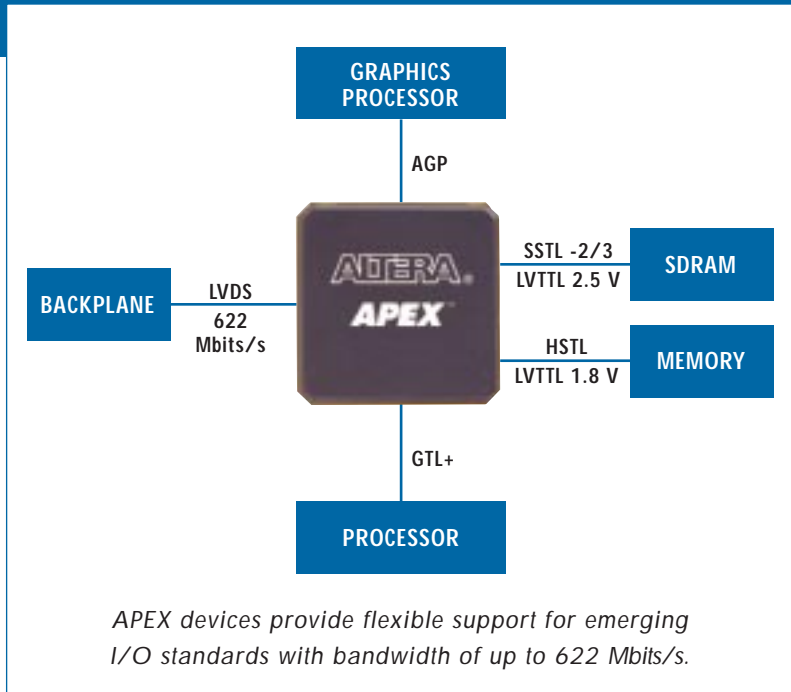 GRAPHICS
PROCESSOR
AGP
ALTERA®
APEX™
BACKPLANE
LVDS
622
Mbits/s
SSTL -2/3
LVTTL 2.5 V
SDRAM
HSTL
LVTTL 1.8 V
MEMORY
GTL+
PROCESSOR
APEX devices provide flexible support for emerging
I/O standards with bandwidth of up to 622 Mbits/s.